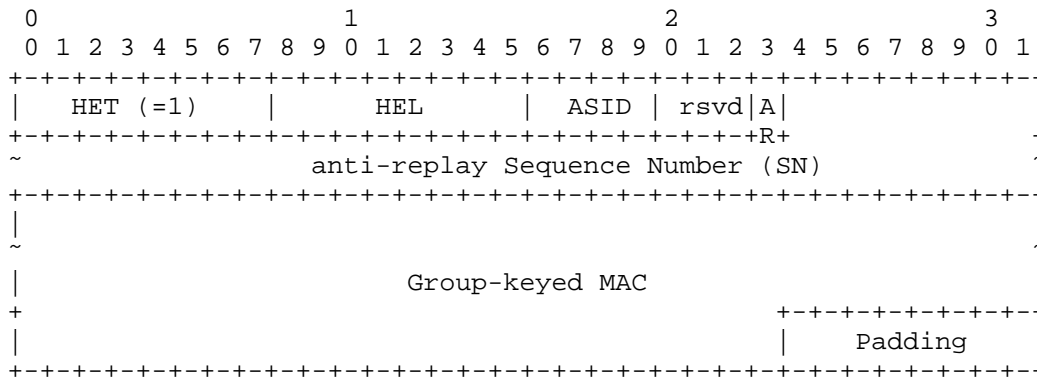 0                   1                   2                   3
 0 1 2 3 4 5 6 7 8 9 0 1 2 3 4 5 6 7 8 9 0 1 2 3 4 5 6 7 8 9 0 1
+-+-+-+-+-+-+-+-+-+-+-+-+-+-+-+-+-+-+-+-+-+-+-+-+-+-+-+-+-+-+-+-
|   HET (=1)    |      HEL      |  ASID | rsvd|A|
+-+-+-+-+-+-+-+-+-+-+-+-+-+-+-+-+-+-+-+-+-+-+-+R+               -
~                  anti-replay Sequence Number (SN)             ~
+-+-+-+-+-+-+-+-+-+-+-+-+-+-+-+-+-+-+-+-+-+-+-+-+-+-+-+-+-+-+-+-
|
~                                                               ~
|                        Group-keyed MAC
+                                               +-+-+-+-+-+-+-+-
|                                               |    Padding
+-+-+-+-+-+-+-+-+-+-+-+-+-+-+-+-+-+-+-+-+-+-+-+-+-+-+-+-+-+-+-+-